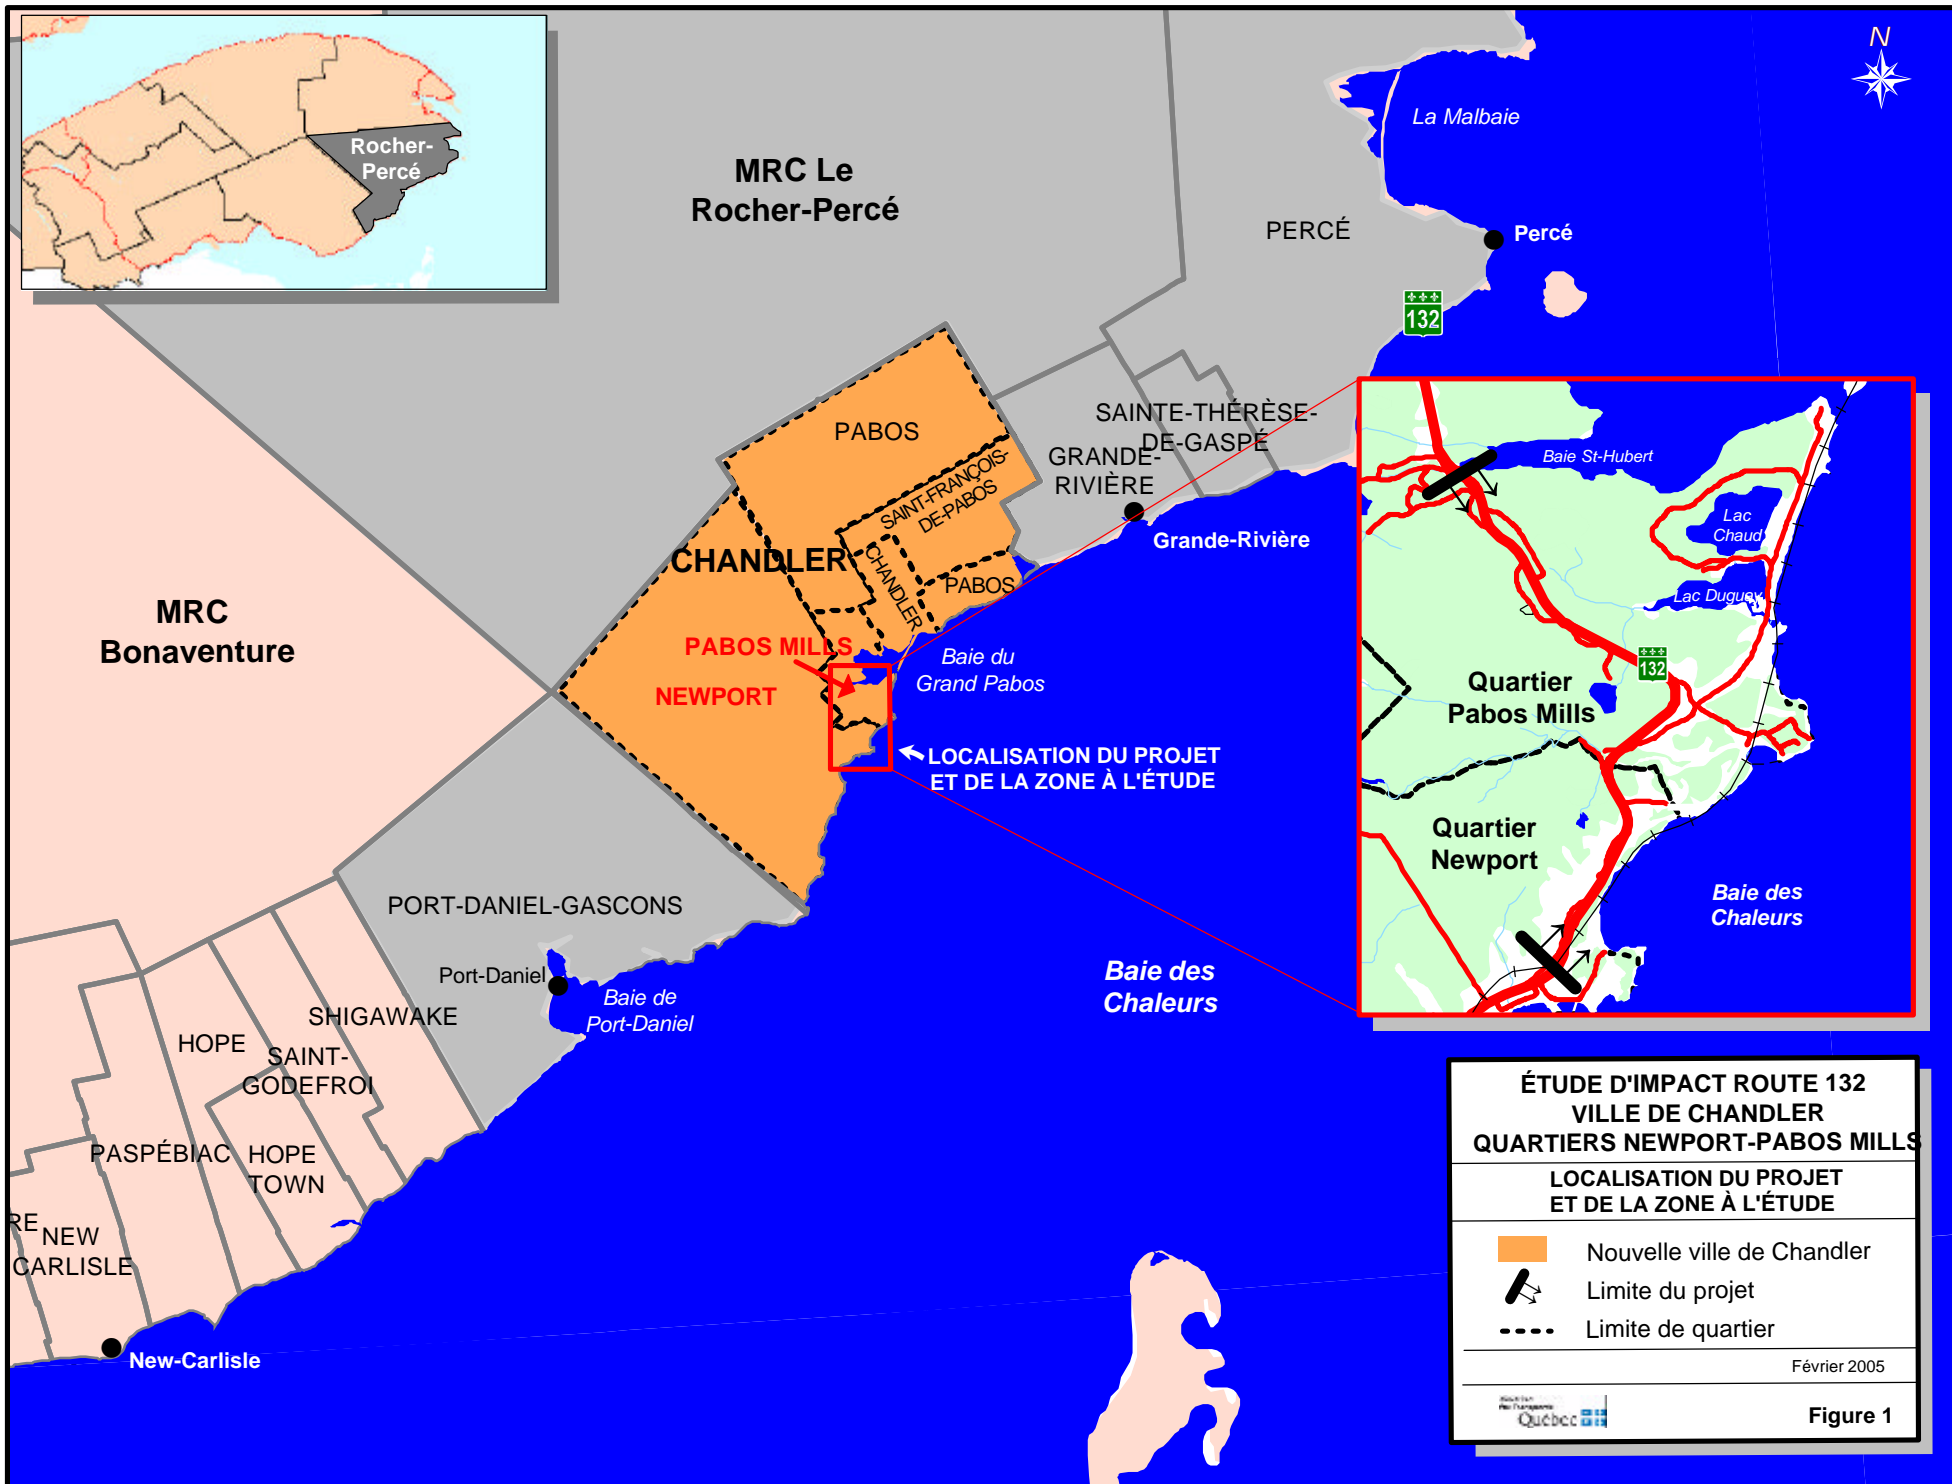 Rocher-
Percé
N
La Malbaie
MRC Le
Rocher-Percé
PERCÉ
Percé
132
PABOS
SAINTE-THÉRÈSE-
DE-GASPÉ
GRANDE-
RIVIÈRE
SAINT-FRANÇOIS-
DE-PABOS
Grande-Rivière
CHANDLER
CHANDLER
PABOS
MRC
Bonaventure
PABOS MILLS
NEWPORT
Baie du
Grand Pabos
LOCALISATION DU PROJET
ET DE LA ZONE À L'ÉTUDE
Baie St-Hubert
Lac
Chaud
Lac Duguay
132
Quartier
Pabos Mills
Quartier
Newport
Baie des
Chaleurs
PORT-DANIEL-GASCONS
Port-Daniel
Baie de
Port-Daniel
Baie des
Chaleurs
SHIGAWAKE
HOPE
SAINT-
GODEFROI
PASPÉBIAC
HOPE
TOWN
RE
NEW
CARLISLE
New-Carlisle
ÉTUDE D'IMPACT ROUTE 132
VILLE DE CHANDLER
QUARTIERS NEWPORT-PABOS MILLS
LOCALISATION DU PROJET
ET DE LA ZONE À L'ÉTUDE
Nouvelle ville de Chandler
Limite du projet
Limite de quartier
Février 2005
Québec
Figure 1